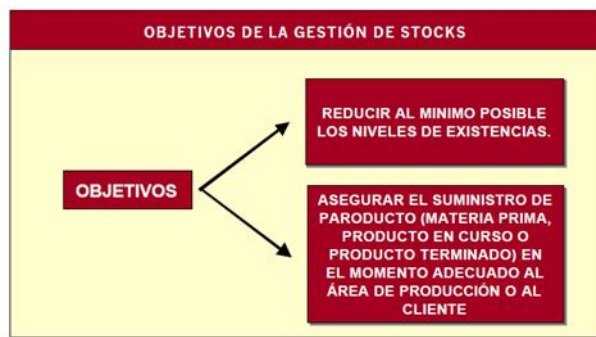 OBJETIVOS DE LA GESTIÓN DE STOCKS
REDUCIR AL MINIMO POSIBLE
LOS NIVELES DE EXISTENCIAS.
OBJETIVOS
ASEGURAR EL SUMINISTRO DE
PARODUCTO (MATERIA PRIMA,
PRODUCTO EN CURSO O
PRODUCTO TERMINADO) EN
EL MOMENTO ADECUADO AL
ÁREA DE PRODUCCIÓN O AL
CLIENTE